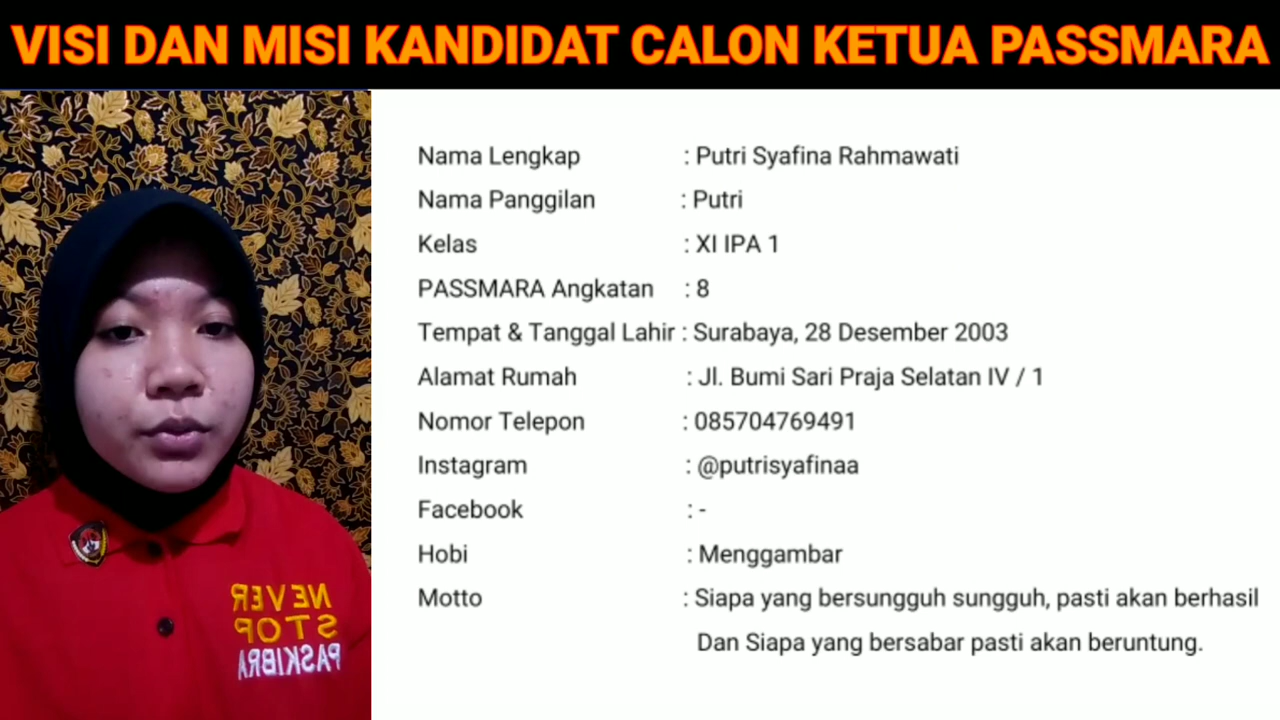 VISI DAN MISI KANDIDAT CALON KETUA PASSMARA
Nama Lengkap : Putri Syafina Rahmawati
Nama Panggilan : Putri
Kelas : XI IPA 1
PASSMARA Angkatan : 8
Tempat & Tanggal Lahir : Surabaya, 28 Desember 2003
Alamat Rumah : Jl. Bumi Sari Praja Selatan IV / 1
Nomor Telepon : 085704769491
Instagram : @putrisyafinaa
Facebook : -
Hobi : Menggambar
Motto : Siapa yang bersungguh sungguh, pasti akan berhasil
Dan Siapa yang bersabar pasti akan beruntung.
NEVER
STOP
PASKIBRA